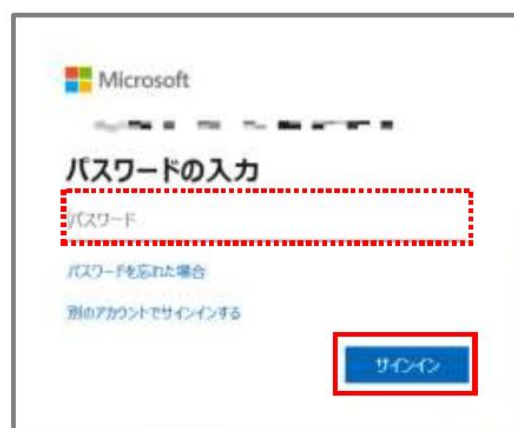 Microsoft
パスワードの入力
パスワード
パスワードを忘れた場合
別のアカウントでサインインする
サインイン